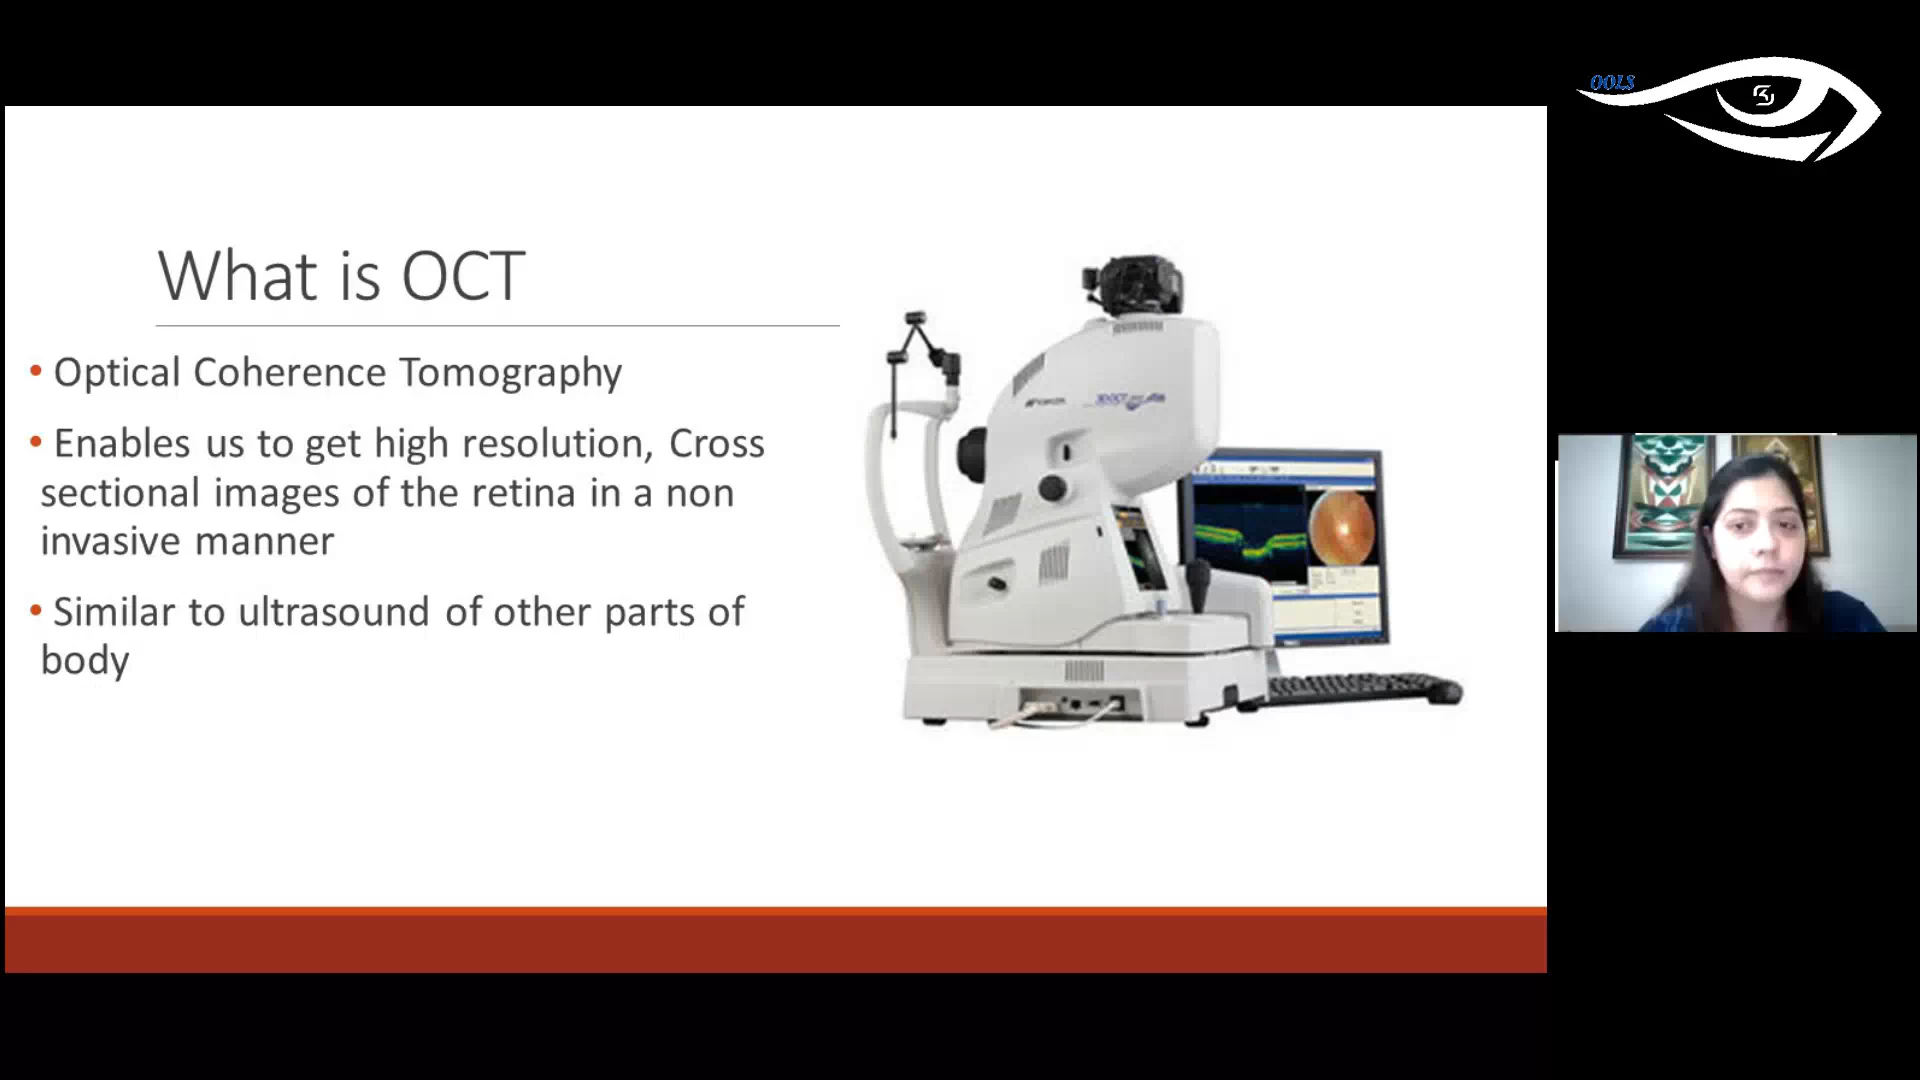 OOLS
What is OCT
• Optical Coherence Tomography
• Enables us to get high resolution, Cross
sectional images of the retina in a non
invasive manner
• Similar to ultrasound of other parts of
body